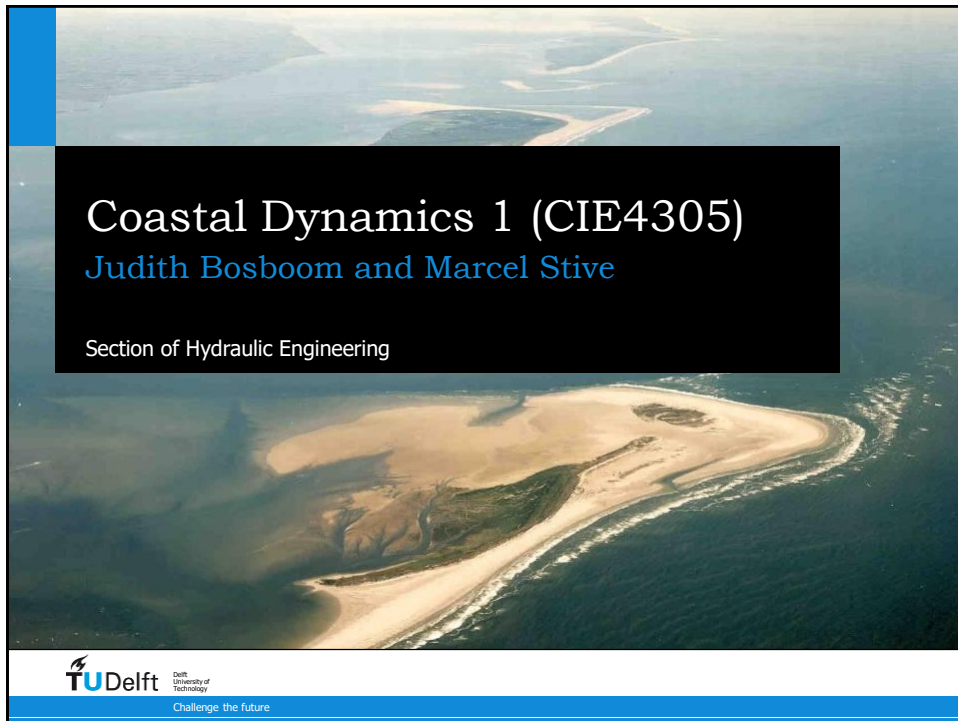 Coastal Dynamics 1 (CIE4305)
Judith Bosboom and Marcel Stive
Section of Hydraulic Engineering
TUDelft
Delft
University of
Technology
Challenge the future